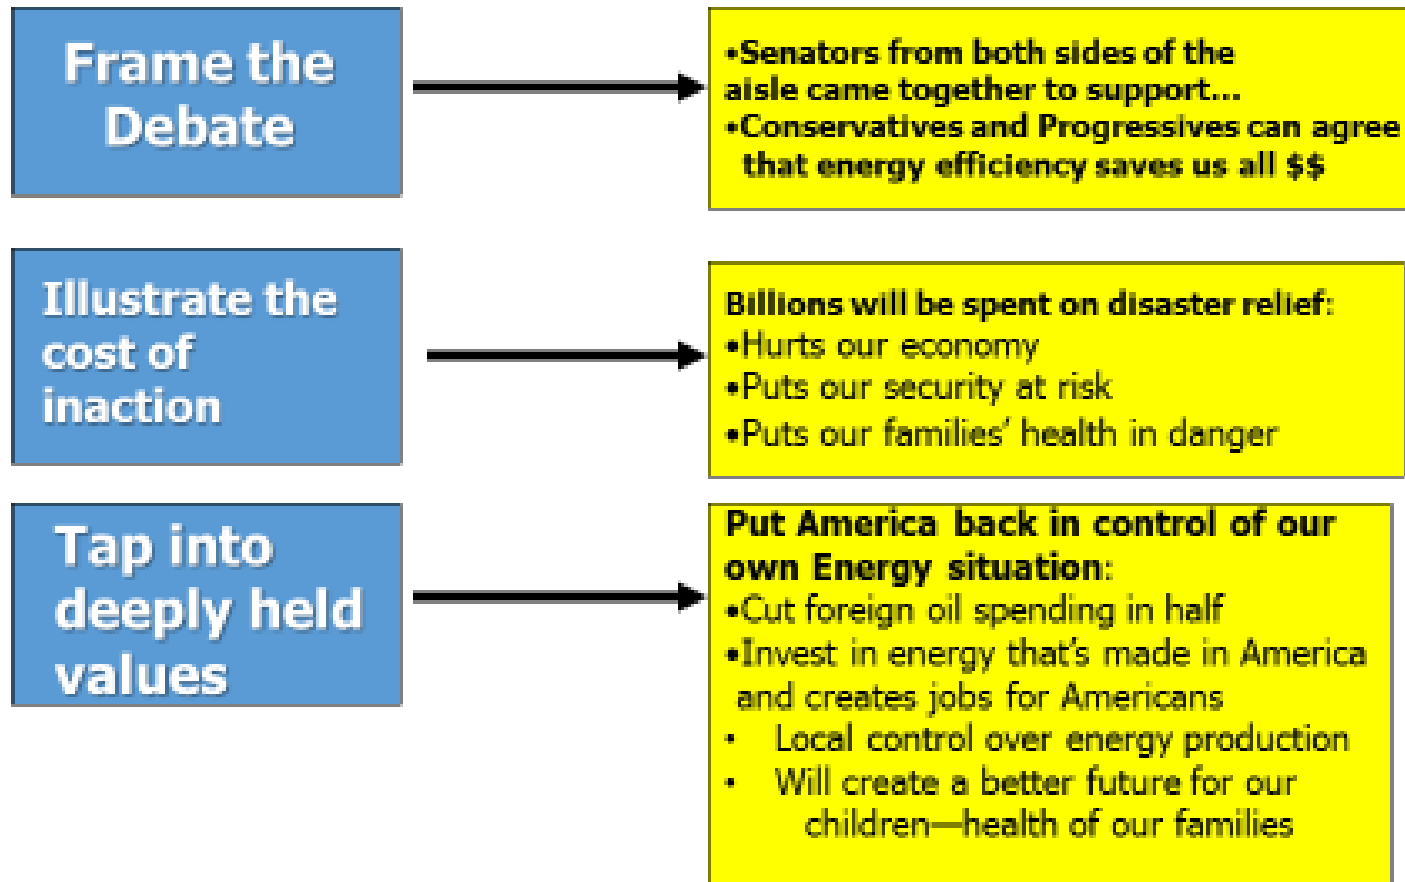 Frame the
Debate
•Senators from both sides of the
aisle came together to support...
•Conservatives and Progressives can agree
that energy efficiency saves us all $$
Illustrate the
cost of
inaction
Billions will be spent on disaster relief:
•Hurts our economy
•Puts our security at risk
•Puts our families' health in danger
Tap into
deeply held
values
Put America back in control of our
own Energy situation:
•Cut foreign oil spending in half
•Invest in energy that's made in America
and creates jobs for Americans
• Local control over energy production
• Will create a better future for our
children—health of our families